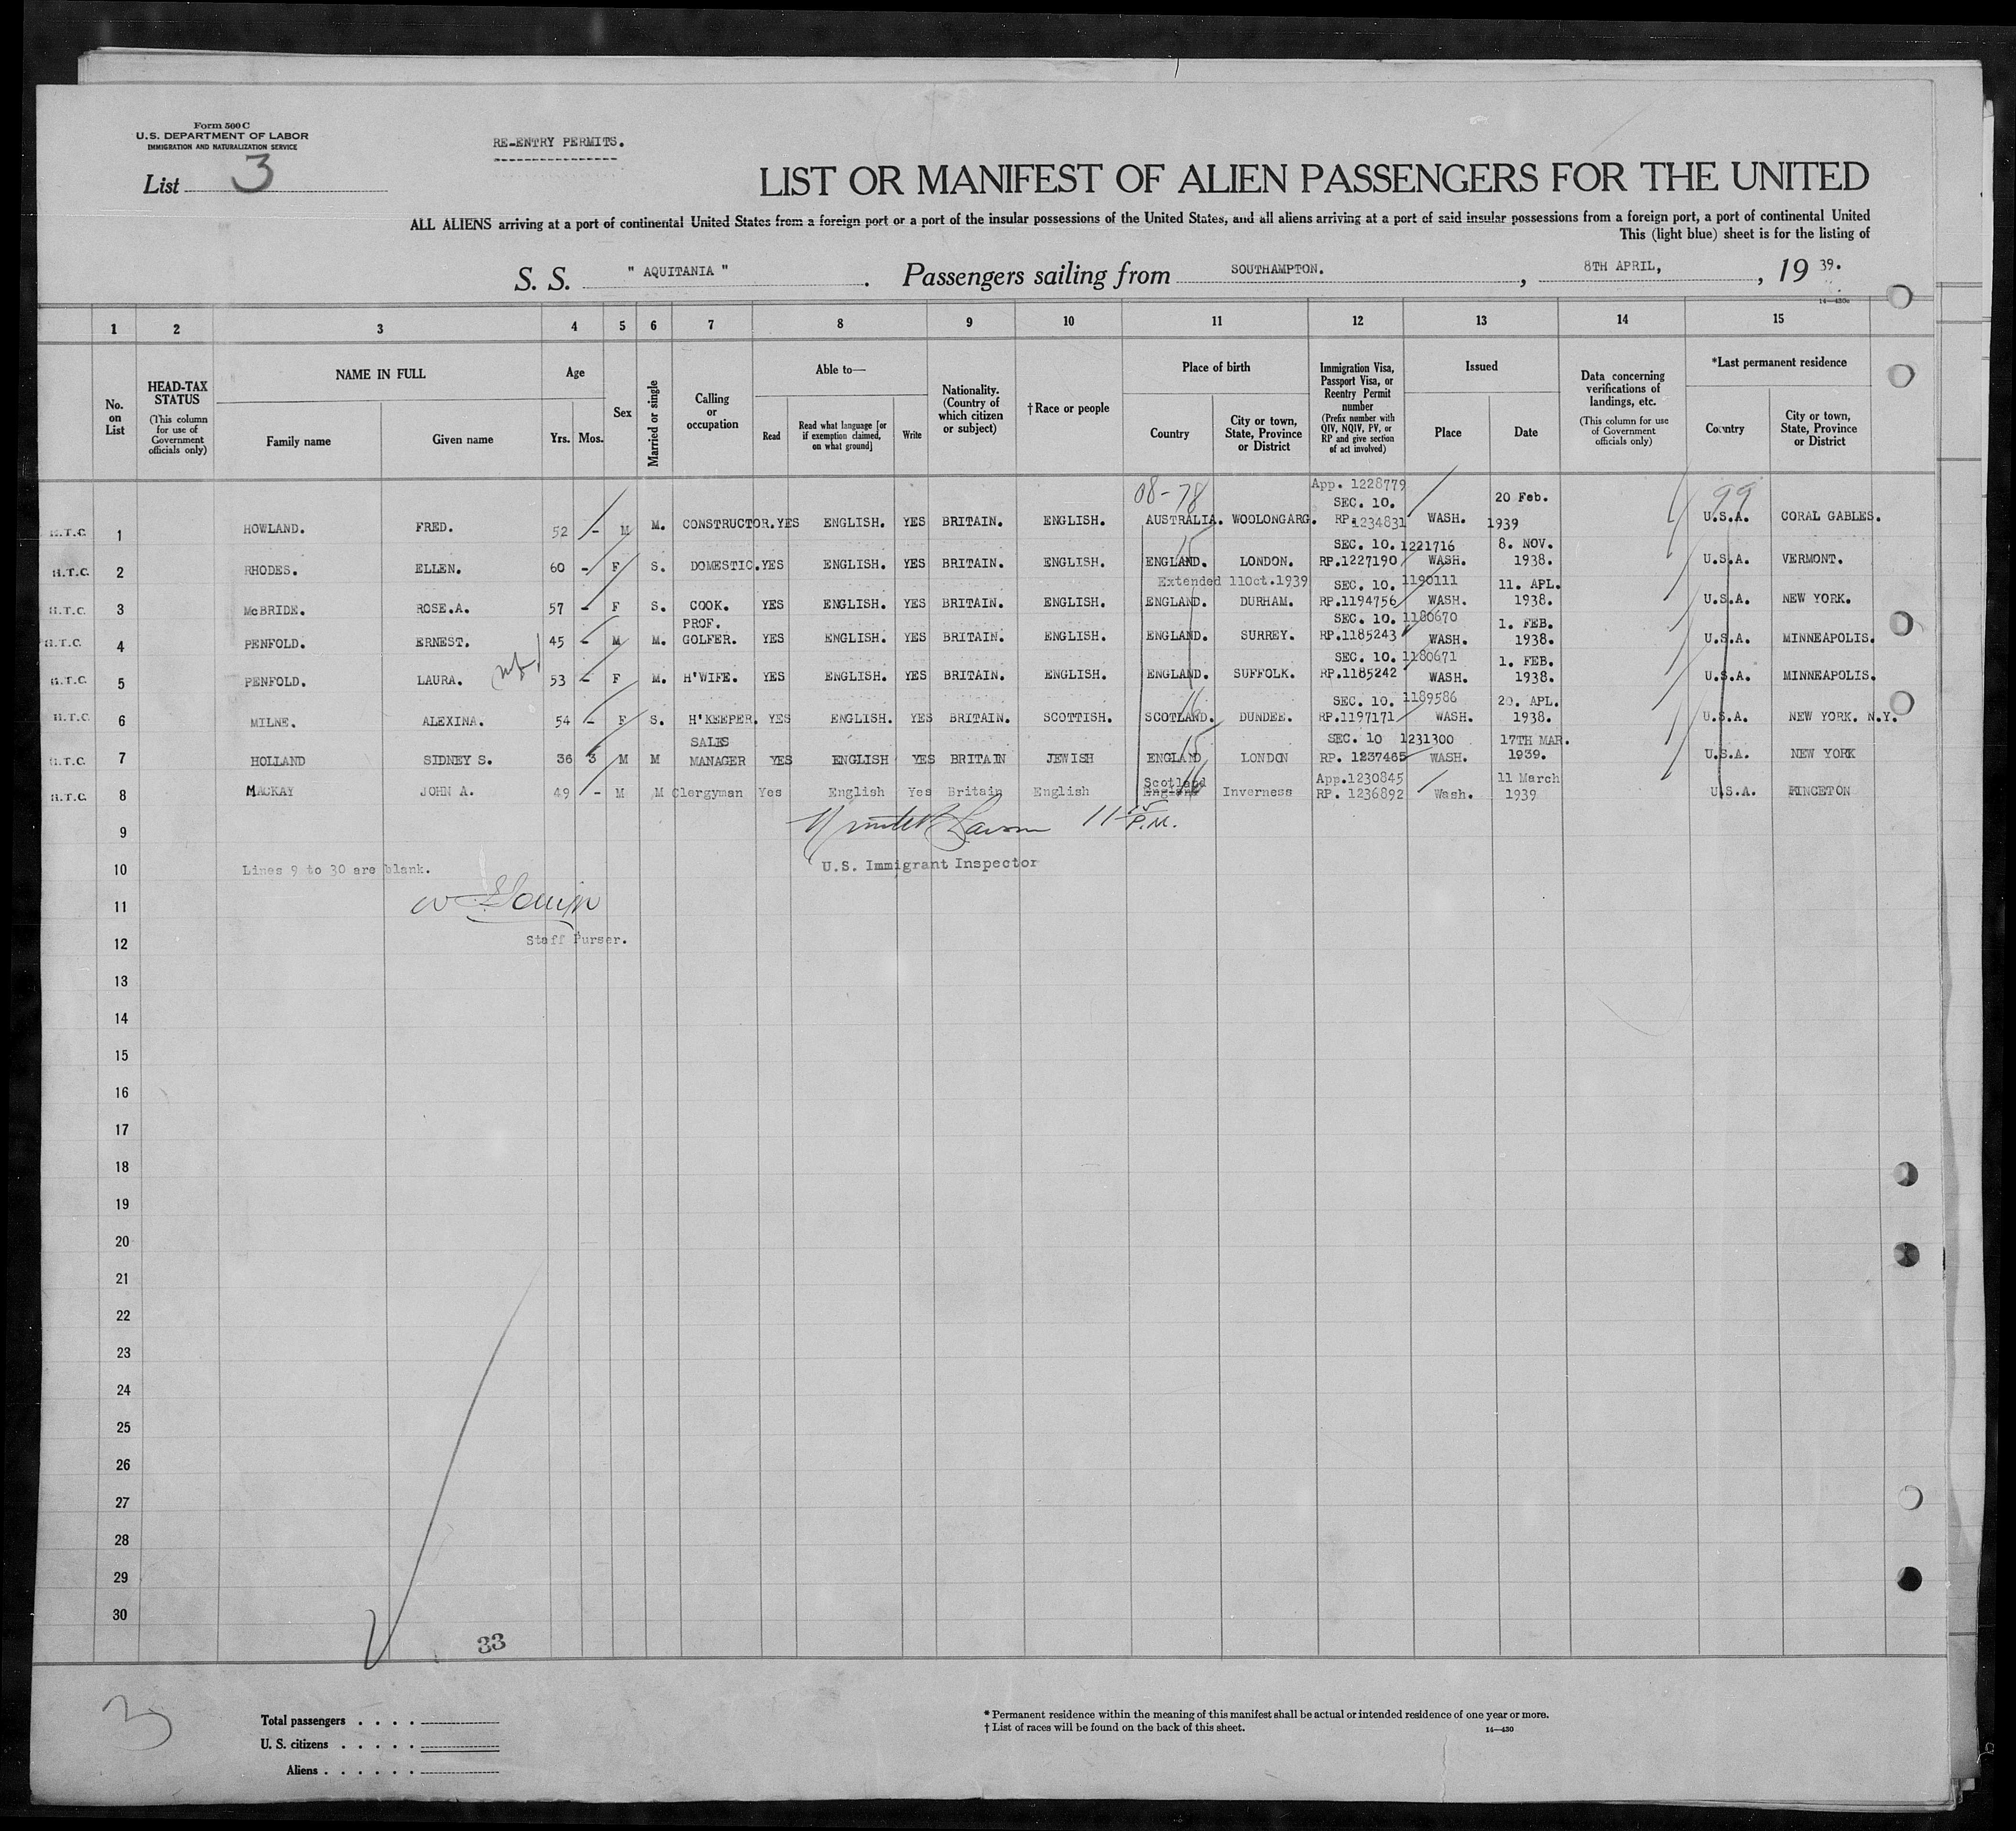 Form 500 C
U.S. DEPARTMENT OF LABOR
IMMIGRATION AND NATURALIZATION SERVICE
RE-ENTRY PERMITS.
List 3
LIST OR MANIFEST OF ALIEN PASSENGERS FOR THE UNITED
ALL ALIENS arriving at a port of continental United States from a foreign port or a port of the insular possessions of the United States, and all aliens arriving at a port of said insular possessions from a foreign port, a port of continental United
This (light blue) sheet is for the listing of
S. S. " AQUITANIA " . Passengers sailing from SOUTHAMPTON. , 8TH APRIL, , 19 39.
14—430a
1 2 3 4 5 6 7 8 9 10 11 12 13 14 15
No. on List
HEAD-TAX STATUS (This column for use of Government officials only)
NAME IN FULL
Family name
Given name
Age
Yrs. Mos.
Sex
Married or single
Calling or occupation
Able to—
Read
Read what language [or if exemption claimed, on what ground]
Write
Nationality. (Country of which citizen or subject)
†Race or people
Place of birth
Country
City or town, State, Province or District
Immigration Visa, Passport Visa, or Reentry Permit number (Prefix number with QIV, NQIV, PV, or RP and give section of act involved)
Issued
Place
Date
Data concerning verifications of landings, etc. (This column for use of Government officials only)
*Last permanent residence
Country
City or town, State, Province or District
08-78 App. 1228779 99
SEC. 10. 20 Feb.
H.T.C. 1 HOWLAND. FRED. 52 - M M. CONSTRUCTOR. YES ENGLISH. YES BRITAIN. ENGLISH. AUSTRALIA. WOOLONGARG. RP.1234831 WASH. 1939 U.S.A. CORAL GABLES.
15 SEC. 10. 1221716 8. NOV.
H.T.C. 2 RHODES. ELLEN. 60 - F S. DOMESTIC. YES ENGLISH. YES BRITAIN. ENGLISH. ENGLAND. LONDON. RP.1227190 WASH. 1938. U.S.A. VERMONT.
Extended 11Oct.1939 SEC. 10. 1190111 11. APL.
H.T.C. 3 McBRIDE. ROSE.A. 57 - F S. COOK. YES ENGLISH. YES BRITAIN. ENGLISH. ENGLAND. DURHAM. RP.1194756 WASH. 1938. U.S.A. NEW YORK.
PROF. SEC. 10. 1180670 1. FEB.
H.T.C. 4 PENFOLD. ERNEST. 45 - M M. GOLFER. YES ENGLISH. YES BRITAIN. ENGLISH. ENGLAND. SURREY. RP.1185243 WASH. 1938. U.S.A. MINNEAPOLIS.
SEC. 10. 1180671 1. FEB.
H.T.C. 5 PENFOLD. LAURA. 53 - F M. H'WIFE. YES ENGLISH. YES BRITAIN. ENGLISH. ENGLAND. SUFFOLK. RP.1185242 WASH. 1938. U.S.A. MINNEAPOLIS.
16 SEC. 10. 1189586 20. APL.
H.T.C. 6 MILNE. ALEXINA. 54 - F S. H'KEEPER. YES ENGLISH. YES BRITAIN. SCOTTISH. SCOTLAND. DUNDEE. RP.1197171 WASH. 1938. U.S.A. NEW YORK. N.Y.
SALES 15 SEC. 10 1231300 17TH MAR.
H.T.C. 7 HOLLAND SIDNEY S. 36 3 M M MANAGER YES ENGLISH YES BRITAIN JEWISH ENGLAND LONDON RP. 1237465 WASH. 1939. U.S.A. NEW YORK
Scotland App.1230845 11 March
H.T.C. 8 MACKAY JOHN A. 49 - M M Clergyman Yes English Yes Britain English England Inverness RP. 1236892 Wash. 1939 U.S.A. PINCETON
9 11 15 P.M.
10 Lines 9 to 30 are blank. U.S. Immigrant Inspector
11
12 Staff Purser.
13
14
15
16
17
18
19
20
21
22
23
24
25
26
27
28
29
30
33
3
Total passengers . . . .
U. S. citizens . . . . .
Aliens . . . . . .
* Permanent residence within the meaning of this manifest shall be actual or intended residence of one year or more.
† List of races will be found on the back of this sheet. 14—430